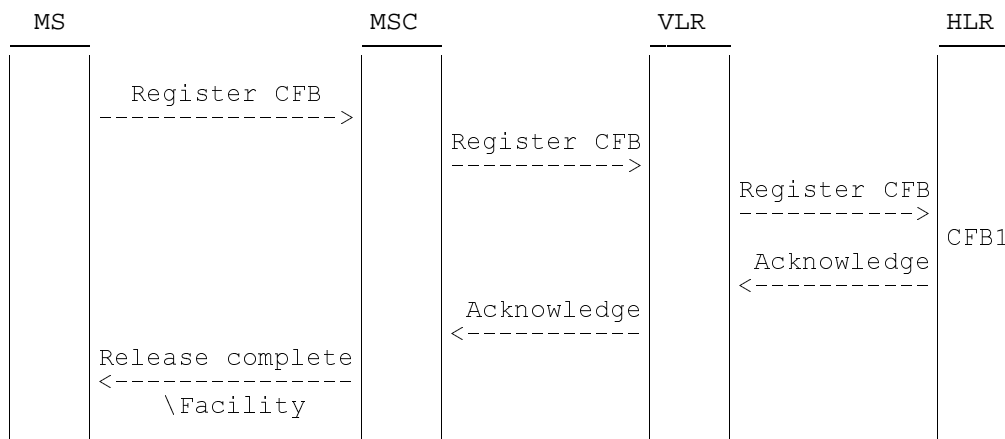 MS MSC VLR HLR
Register CFB
--------------->
Register CFB
----------->
Register CFB
----------->
CFB1
Acknowledge
<-----------
Acknowledge
<-----------
Release complete
<---------------
\Facility